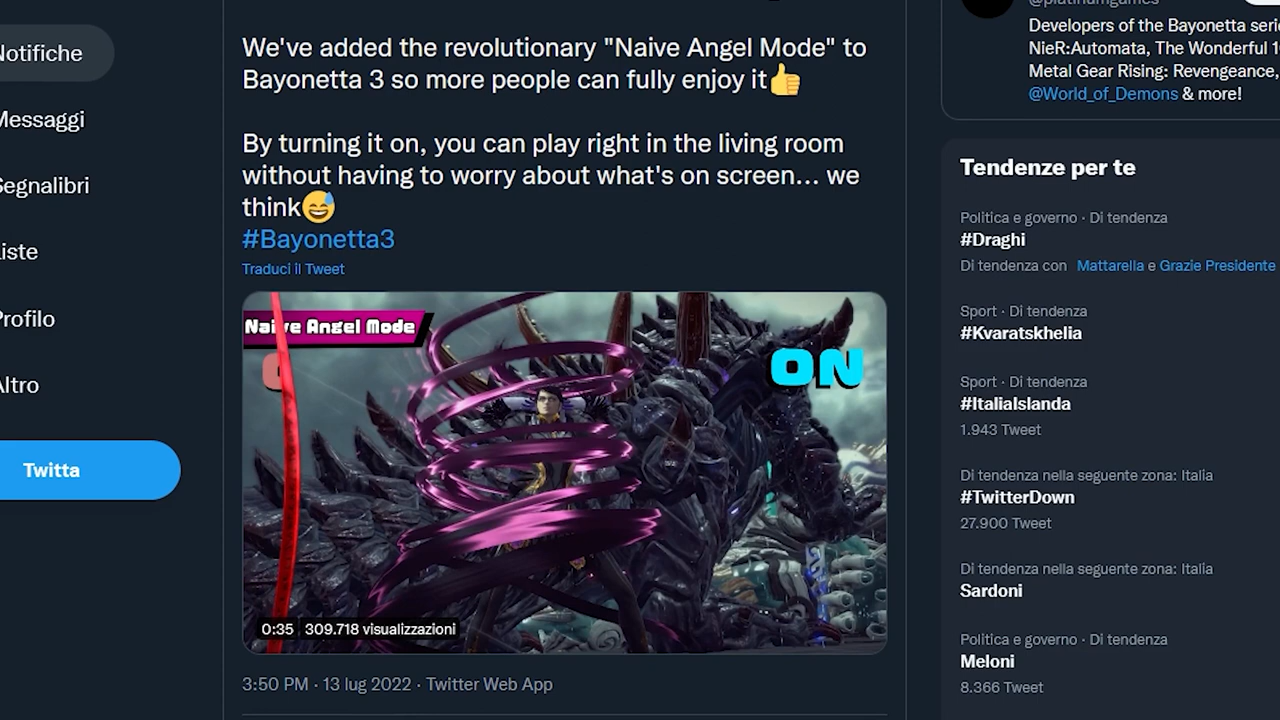 Notifiche
Messaggi
Segnalibri
Liste
Profilo
Altro
Twitta
We've added the revolutionary "Naive Angel Mode" to
Bayonetta 3 so more people can fully enjoy it👍
By turning it on, you can play right in the living room
without having to worry about what's on screen... we
think😅
#Bayonetta3
Traduci il Tweet
Naive Angel Mode
ON
0:35 309.718 visualizzazioni
3:50 PM · 13 lug 2022 · Twitter Web App
@platinumgames
Developers of the Bayonetta seri
NieR:Automata, The Wonderful 1
Metal Gear Rising: Revengeance,
@World_of_Demons & more!
Tendenze per te
Politica e governo · Di tendenza
#Draghi
Di tendenza con Mattarella e Grazie Presidente
Sport · Di tendenza
#Kvaratskhelia
Sport · Di tendenza
#ItaliaIslanda
1.943 Tweet
Di tendenza nella seguente zona: Italia
#TwitterDown
27.900 Tweet
Di tendenza nella seguente zona: Italia
Sardoni
Politica e governo · Di tendenza
Meloni
8.366 Tweet